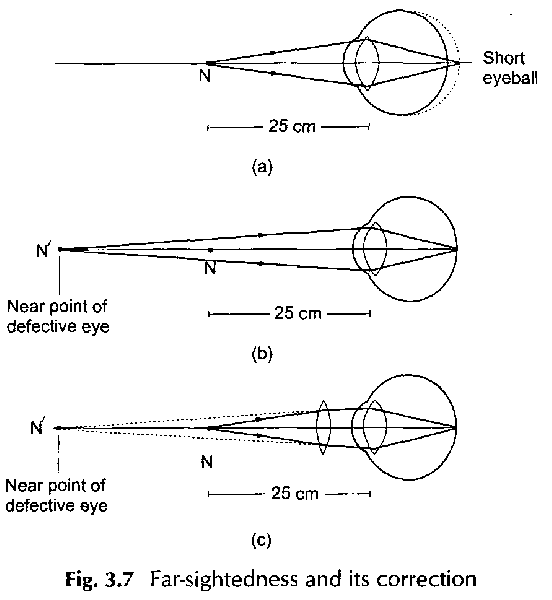 Short
eyeball
N
25 cm
(a)
N′
N
Near point of
defective eye
25 cm
(b)
N′
N
Near point of
defective eye
25 cm
(c)
Fig. 3.7 Far-sightedness and its correction